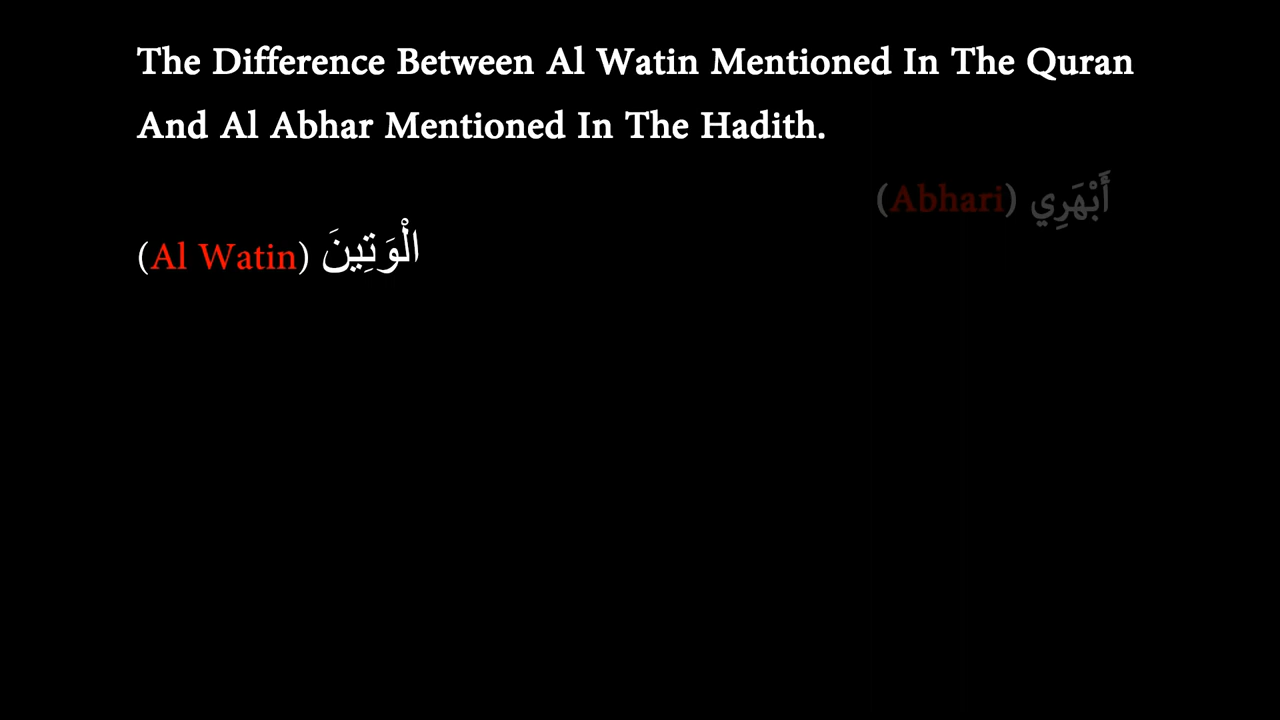 The Difference Between Al Watin Mentioned In The Quran
And Al Abhar Mentioned In The Hadith.
(Abhari) أَبْهَرِي
(Al Watin) الْوَتِينَ